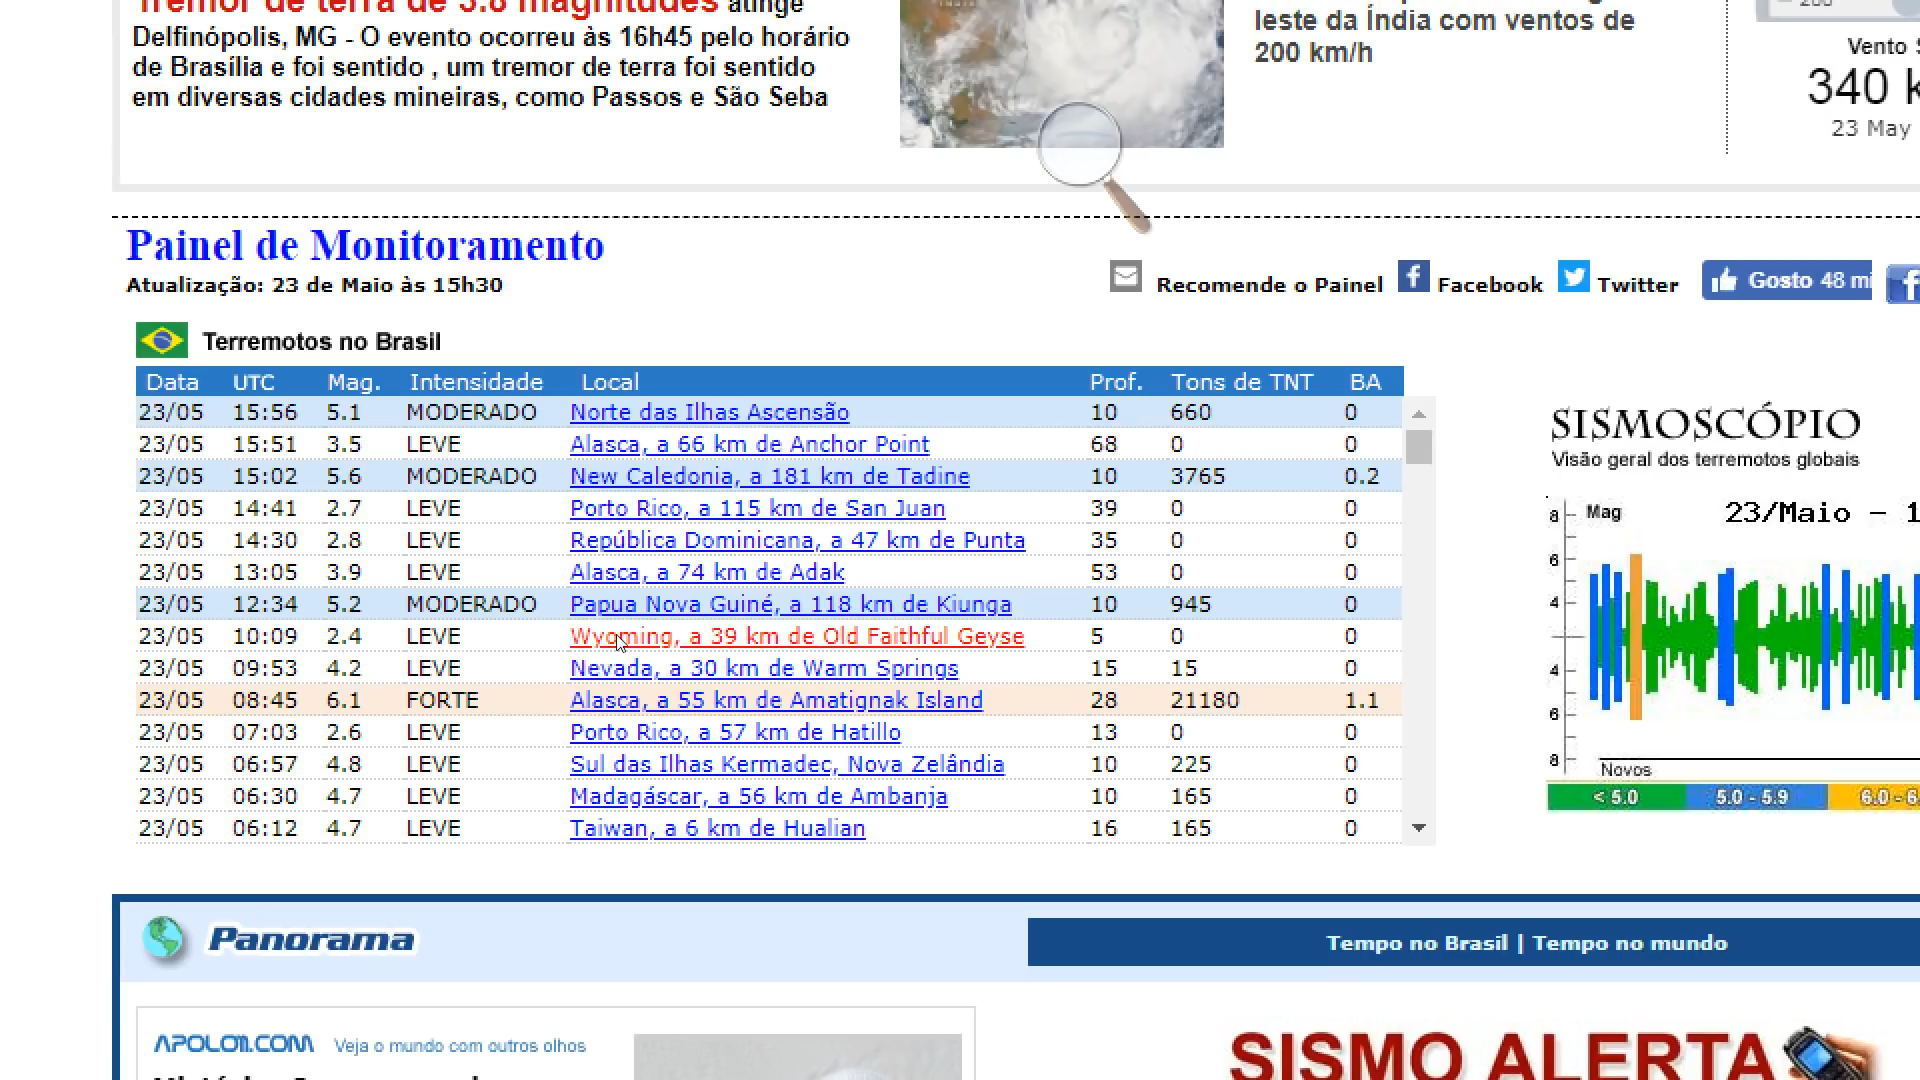 Tremor de terra de 3.8 magnitudes atinge
Delfinópolis, MG - O evento ocorreu às 16h45 pelo horário
de Brasília e foi sentido , um tremor de terra foi sentido
em diversas cidades mineiras, como Passos e São Seba
leste da Índia com ventos de
200 km/h
200
Vento
340
23 May
Painel de Monitoramento
Atualização: 23 de Maio às 15h30
Recomende o Painel Facebook Twitter Gosto 48 mi
Terremotos no Brasil
Data UTC Mag. Intensidade Local Prof. Tons de TNT BA
23/05 15:56 5.1 MODERADO Norte das Ilhas Ascensão 10 660 0
23/05 15:51 3.5 LEVE Alasca, a 66 km de Anchor Point 68 0 0
23/05 15:02 5.6 MODERADO New Caledonia, a 181 km de Tadine 10 3765 0.2
23/05 14:41 2.7 LEVE Porto Rico, a 115 km de San Juan 39 0 0
23/05 14:30 2.8 LEVE República Dominicana, a 47 km de Punta 35 0 0
23/05 13:05 3.9 LEVE Alasca, a 74 km de Adak 53 0 0
23/05 12:34 5.2 MODERADO Papua Nova Guiné, a 118 km de Kiunga 10 945 0
23/05 10:09 2.4 LEVE Wyoming, a 39 km de Old Faithful Geyse 5 0 0
23/05 09:53 4.2 LEVE Nevada, a 30 km de Warm Springs 15 15 0
23/05 08:45 6.1 FORTE Alasca, a 55 km de Amatignak Island 28 21180 1.1
23/05 07:03 2.6 LEVE Porto Rico, a 57 km de Hatillo 13 0 0
23/05 06:57 4.8 LEVE Sul das Ilhas Kermadec, Nova Zelândia 10 225 0
23/05 06:30 4.7 LEVE Madagáscar, a 56 km de Ambanja 10 165 0
23/05 06:12 4.7 LEVE Taiwan, a 6 km de Hualian 16 165 0
SISMOSCÓPIO
Visão geral dos terremotos globais
Mag 23/Maio - 1
8
6
4
4
6
8
Novos
< 5.0 5.0 - 5.9 6.0 - 6.
Panorama
Tempo no Brasil | Tempo no mundo
APOLO11.COM Veja o mundo com outros olhos
SISMO ALERTA